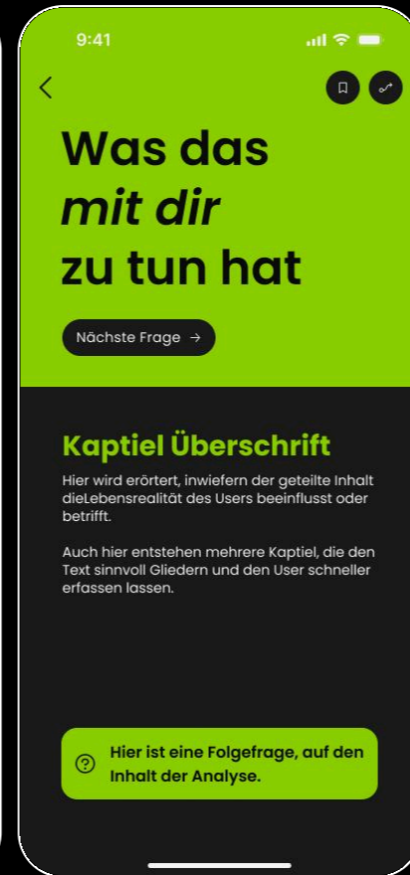 9:41
Was das
mit dir
zu tun hat
Nächste Frage →
Kaptiel Überschrift
Hier wird erörtert, inwiefern der geteilte Inhalt
dieLebensrealität des Users beeinflusst oder
betrifft.
Auch hier entstehen mehrere Kaptiel, die den
Text sinnvoll Gliedern und den User schneller
erfassen lassen.
Hier ist eine Folgefrage, auf den
Inhalt der Analyse.